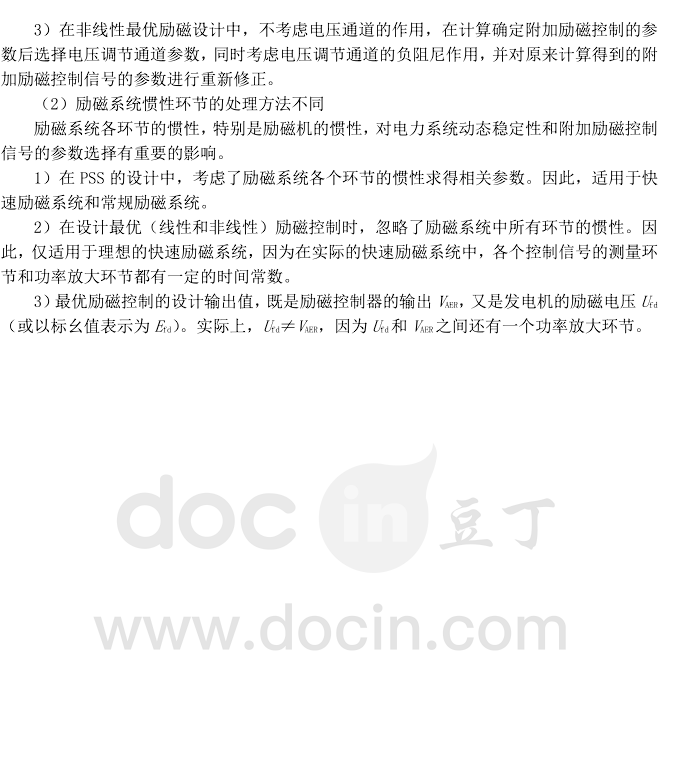 3）在非线性最优励磁设计中，不考虑电压通道的作用，在计算确定附加励磁控制的参
数后选择电压调节通道参数，同时考虑电压调节通道的负阻尼作用，并对原来计算得到的附
加励磁控制信号的参数进行重新修正。
（2）励磁系统惯性环节的处理方法不同
励磁系统各环节的惯性，特别是励磁机的惯性，对电力系统动态稳定性和附加励磁控制
信号的参数选择有重要的影响。
1）在 PSS 的设计中，考虑了励磁系统各个环节的惯性求得相关参数。因此，适用于快
速励磁系统和常规励磁系统。
2）在设计最优（线性和非线性）励磁控制时，忽略了励磁系统中所有环节的惯性。因
此，仅适用于理想的快速励磁系统，因为在实际的快速励磁系统中，各个控制信号的测量环
节和功率放大环节都有一定的时间常数。
3）最优励磁控制的设计输出值，既是励磁控制器的输出 VAER，又是发电机的励磁电压 Ufd
（或以标幺值表示为 Efd）。实际上，Ufd≠VAER，因为 Ufd 和 VAER 之间还有一个功率放大环节。
doc in 豆丁
www.docin.com